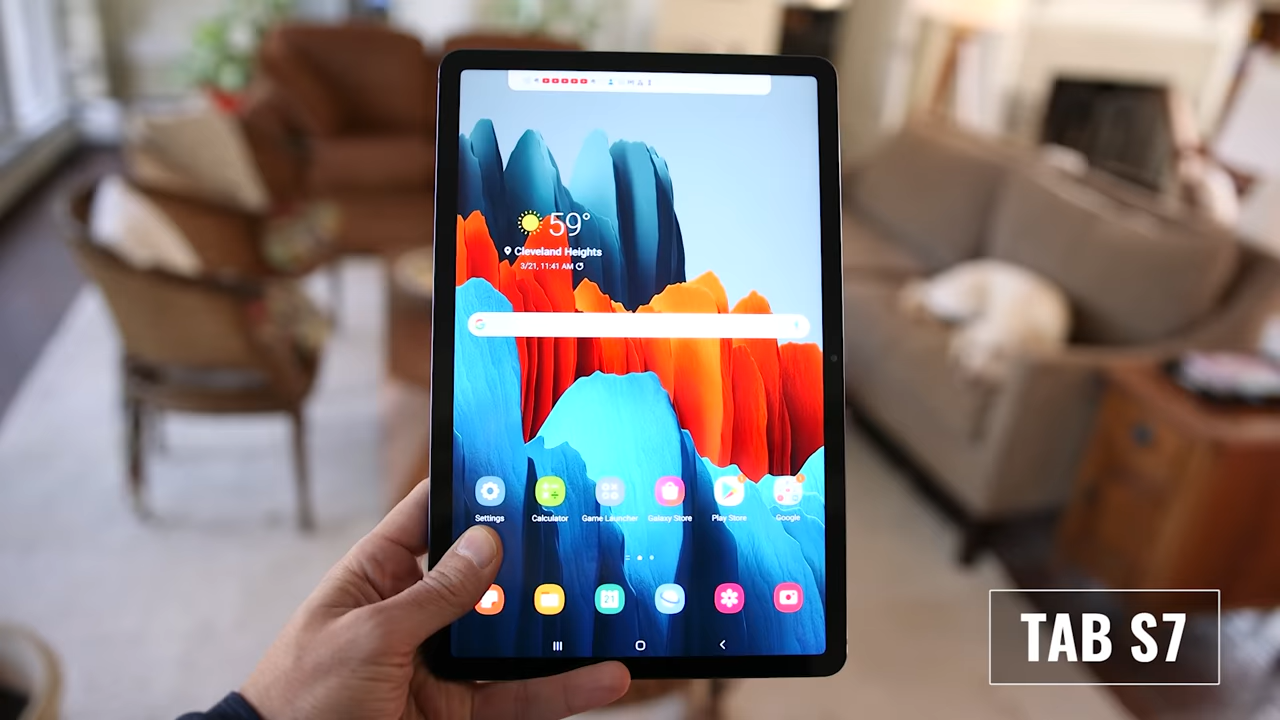 59°
Cleveland Heights
3/21, 11:41 AM
Settings
Calculator
Game Launcher
Galaxy Store
Play Store
Google
21
TAB S7